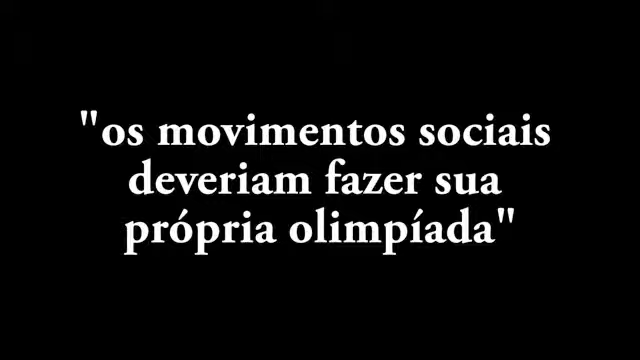 "os movimentos sociais
deveriam fazer sua
própria olimpíada"